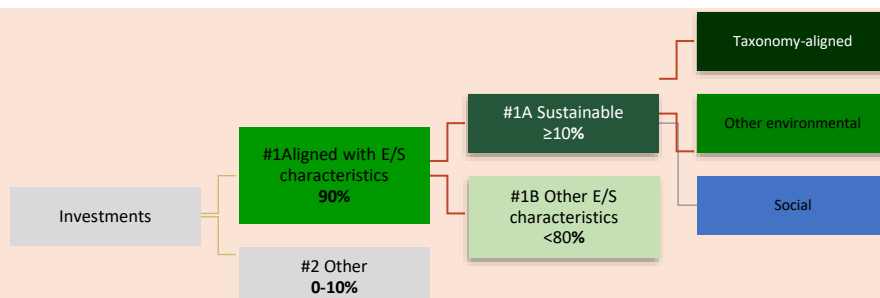 Investments
#1Aligned with E/S
characteristics
90%
#2 Other
0-10%
#1A Sustainable
≥10%
#1B Other E/S
characteristics
<80%
Taxonomy-aligned
Other environmental
Social